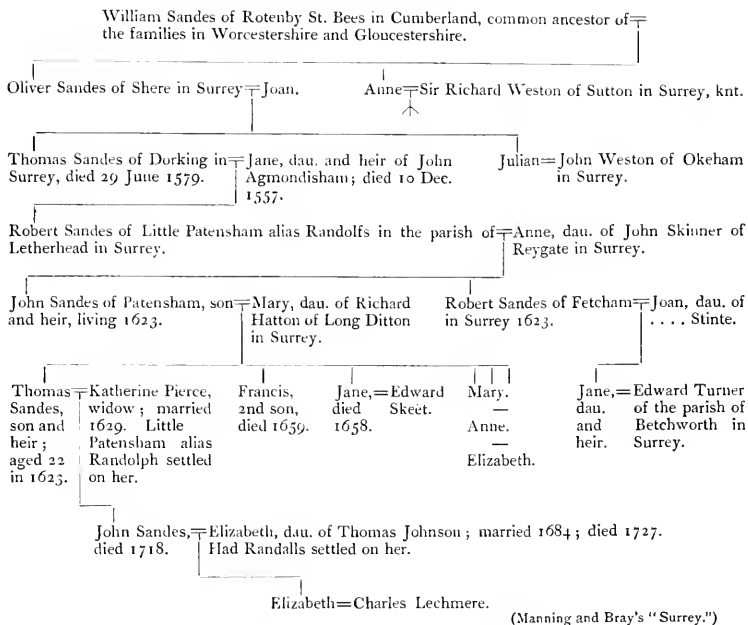 William Sandes of Rotenby St. Bees in Cumberland, common ancestor of
the families in Worcestershire and Gloucestershire.
Oliver Sandes of Shere in Surrey Joan.
Anne Sir Richard Weston of Sutton in Surrey, knt.
Thomas Sandes of Dorking in
Surrey, died 29 June 1579.
Jane, dau. and heir of John
Agmondisham; died 10 Dec.
1557.
Julian=John Weston of Okeham
in Surrey.
Robert Sandes of Little Patensham alias Randolfs in the parish of
Letherhead in Surrey.
Anne, dau. of John Skinner of
Reygate in Surrey.
John Sandes of Patensham, son
and heir, living 1623.
Mary, dau. of Richard
Hatton of Long Ditton
in Surrey.
Robert Sandes of Fetcham
in Surrey 1623.
Joan, dau. of
. . . . Stinte.
Thomas
Sandes,
son and
heir;
aged 22
in 1623.
Katherine Pierce,
widow; married
1629. Little
Patensham alias
Randolph settled
on her.
Francis,
2nd son,
died 1659.
Jane,=Edward
died Skeet.
1658.
Mary.
—
Anne.
—
Elizabeth.
Jane,=
dau.
and
heir.
Edward Turner
of the parish of
Betchworth in
Surrey.
John Sandes,
died 1718.
Elizabeth, dau. of Thomas Johnson; married 1684; died 1727.
Had Randalls settled on her.
Elizabeth=Charles Lechmere.
(Manning and Bray's "Surrey.")